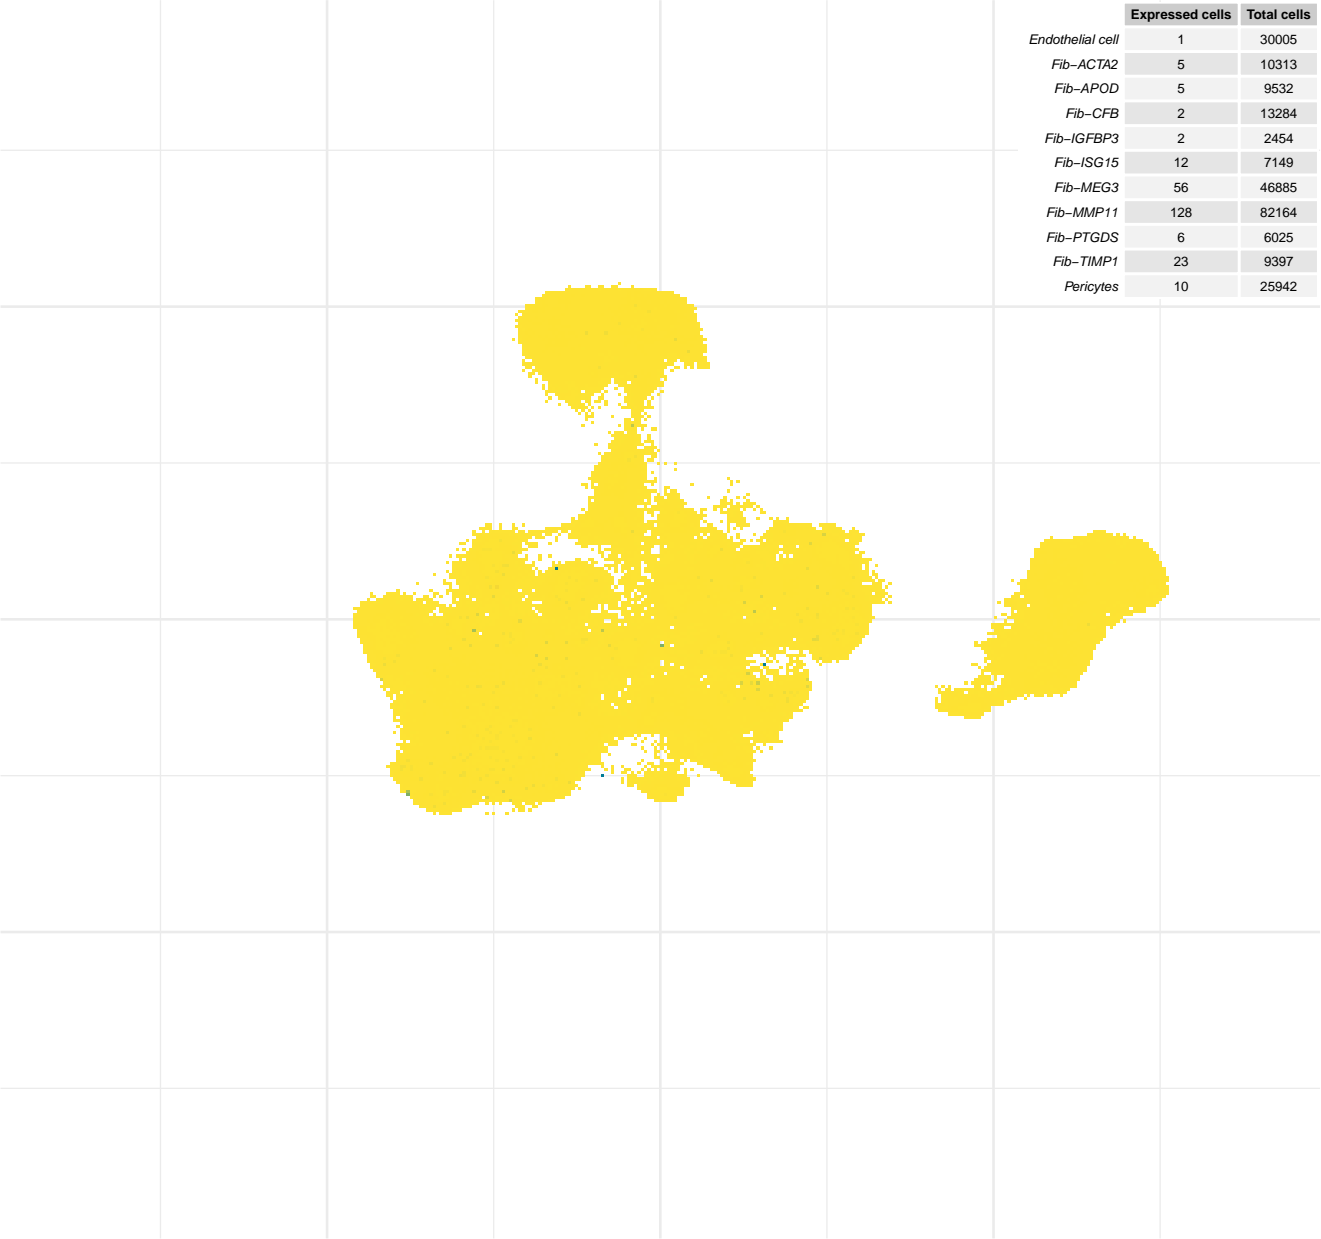 Expressed cells Total cells
Endothelial cell 1 30005
Fib−ACTA2 5 10313
Fib−APOD 5 9532
Fib−CFB 2 13284
Fib−IGFBP3 2 2454
Fib−ISG15 12 7149
Fib−MEG3 56 46885
Fib−MMP11 128 82164
Fib−PTGDS 6 6025
Fib−TIMP1 23 9397
Pericytes 10 25942